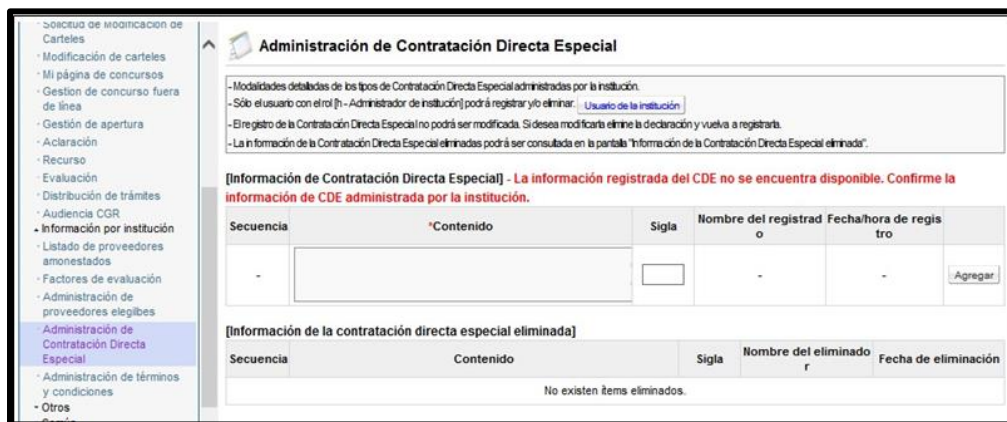 Solicitud de Modificación de
Carteles
Modificación de carteles
Mi página de concursos
Gestion de concurso fuera
de línea
Gestión de apertura
Aclaración
Recurso
Evaluación
Distribución de trámites
Audiencia CGR
Información por institución
Listado de proveedores
amonestados
Factores de evaluación
Administración de
proveedores elegilbes
Administración de
Contratación Directa
Especial
Administración de términos
y condiciones
Otros
Administración de Contratación Directa Especial
- Modalidades detalladas de los tipos de Contratación Directa Especial administradas por la institución.
- Sólo el usuario con el rol [h - Administrador de institución] podrá registrar y/o eliminar. Usuario de la institución
- El registro de la Contratación Directa Especial no podrá ser modificada. Si desea modificarla elimine la declaración y vuelva a registrarla.
- La información de la Contratación Directa Especial eliminadas podrá ser consultada en la pantalla "Información de la Contratación Directa Especial eliminada".
[Información de Contratación Directa Especial] - La información registrada del CDE no se encuentra disponible. Confirme la
información de CDE administrada por la institución.
Secuencia *Contenido Sigla Nombre del registrad Fecha/hora de regis
o tro
- - - Agregar
[Información de la contratación directa especial eliminada]
Secuencia Contenido Sigla Nombre del eliminado Fecha de eliminación
r
No existen ítems eliminados.